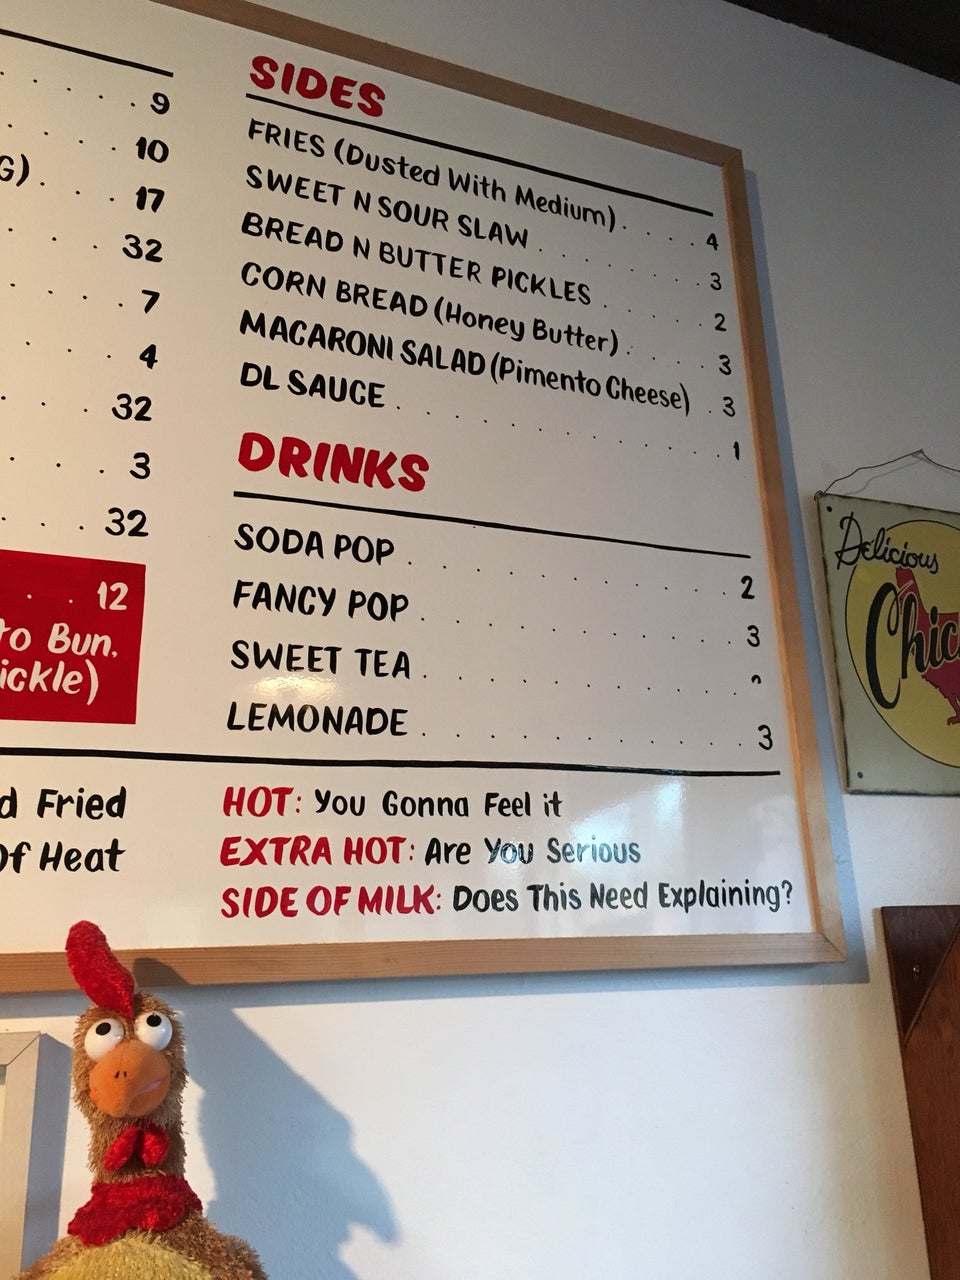 9
10
G) 17
32
7
4
32
3
32
12
to Bun,
ickle)
d Fried
Of Heat
SIDES
FRIES (Dusted With Medium) 4
SWEET N SOUR SLAW 3
BREAD N BUTTER PICKLES 2
CORN BREAD (Honey Butter) 3
MACARONI SALAD (Pimento Cheese) 3
DL SAUCE 1
DRINKS
SODA POP 2
FANCY POP 3
SWEET TEA
LEMONADE 3
HOT: You Gonna Feel it
EXTRA HOT: Are You Serious
SIDE OF MILK: Does This Need Explaining?
Delicious
Chic